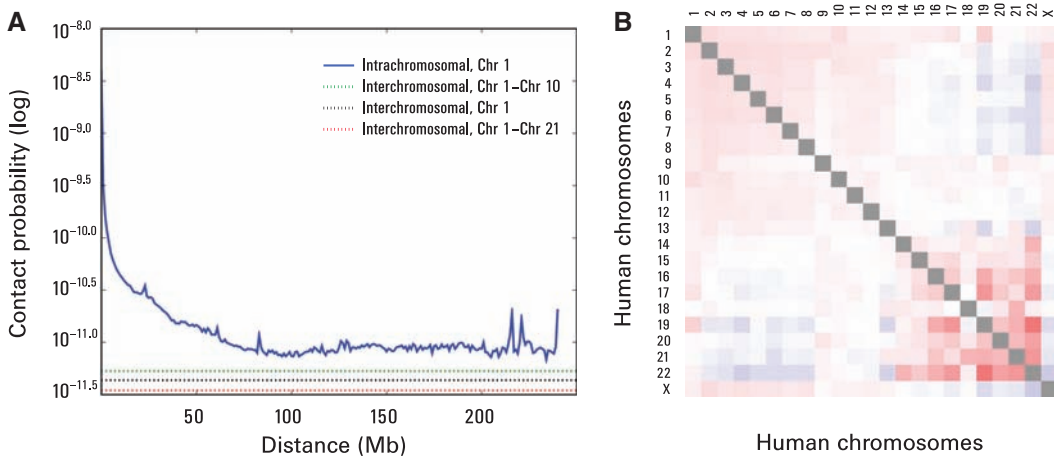 A
Contact probability (log)
10^−8.0
10^−8.5
10^−9.0
10^−9.5
10^−10.0
10^−10.5
10^−11.0
10^−11.5
Intrachromosomal, Chr 1
Interchromosomal, Chr 1–Chr 10
Interchromosomal, Chr 1
Interchromosomal, Chr 1–Chr 21
50 100 150 200
Distance (Mb)
B
1 2 3 4 5 6 7 8 9 10 11 12 13 14 15 16 17 18 19 20 21 22 X
Human chromosomes
1
2
3
4
5
6
7
8
9
10
11
12
13
14
15
16
17
18
19
20
21
22
X
Human chromosomes